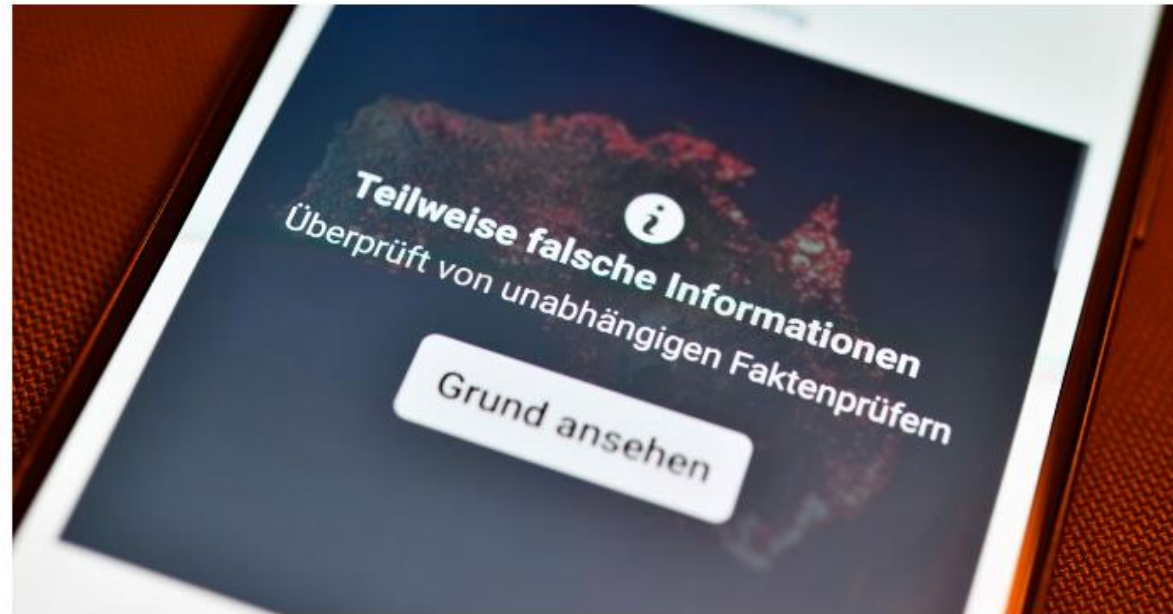 Teilweise falsche Informationen
Überprüft von unabhängigen Faktenprüfern
Grund ansehen